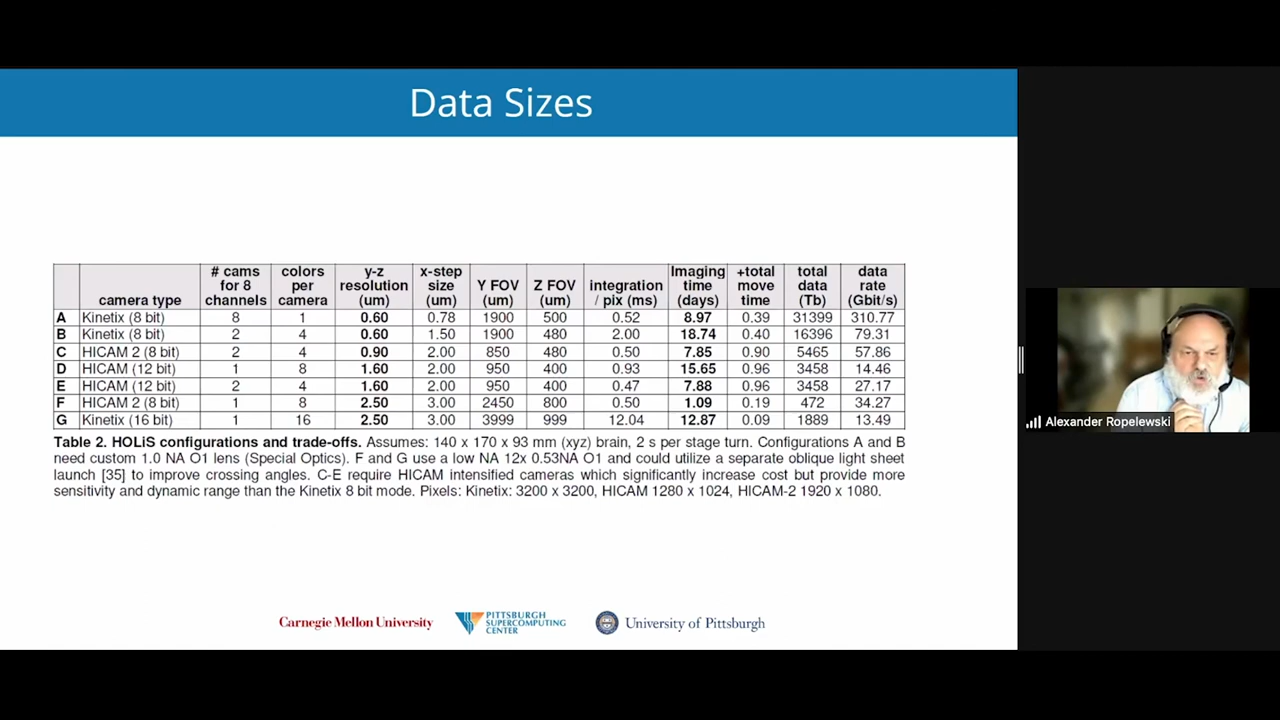 Data Sizes
camera type # cams for 8 channels colors per camera y-z resolution (um) x-step size (um) Y FOV (um) Z FOV (um) integration / pix (ms) Imaging time (days) +total move time total data (Tb) data rate (Gbit/s)
A Kinetix (8 bit) 8 1 0.60 0.78 1900 500 0.52 8.97 0.39 31399 310.77
B Kinetix (8 bit) 2 4 0.60 1.50 1900 480 2.00 18.74 0.40 16396 79.31
C HICAM 2 (8 bit) 2 4 0.90 2.00 850 480 0.50 7.85 0.90 5465 57.86
D HICAM (12 bit) 1 8 1.60 2.00 950 400 0.93 15.65 0.96 3458 14.46
E HICAM (12 bit) 2 4 1.60 2.00 950 400 0.47 7.88 0.96 3458 27.17
F HICAM 2 (8 bit) 1 8 2.50 3.00 2450 800 0.50 1.09 0.19 472 34.27
G Kinetix (16 bit) 1 16 2.50 3.00 3999 999 12.04 12.87 0.09 1889 13.49
Table 2. HOLiS configurations and trade-offs. Assumes: 140 x 170 x 93 mm (xyz) brain, 2 s per stage turn. Configurations A and B
need custom 1.0 NA O1 lens (Special Optics). F and G use a low NA 12x 0.53NA O1 and could utilize a separate oblique light sheet
launch [35] to improve crossing angles. C-E require HICAM intensified cameras which significantly increase cost but provide more
sensitivity and dynamic range than the Kinetix 8 bit mode. Pixels: Kinetix: 3200 x 3200, HICAM 1280 x 1024, HICAM-2 1920 x 1080.
Carnegie Mellon University
PITTSBURGH
SUPERCOMPUTING
CENTER
University of Pittsburgh
Alexander Ropelewski